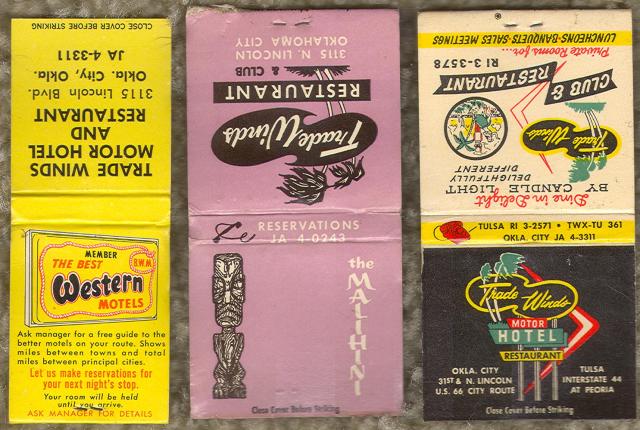 CLOSE COVER BEFORE STRIKING
JA 4-3311
Okla. City, Okla.
3115 Lincoln Blvd.
RESTAURANT
AND
MOTOR HOTEL
TRADE WINDS
MEMBER
THE BEST
B.W.M.
Western
MOTELS
Ask manager for a free guide to the
better motels on your route. Shows
miles between towns and total
miles between principal cities.
Let us make reservations for
your next night's stop.
Your room will be held
until you arrive.
ASK MANAGER FOR DETAILS
3115 N. LINCOLN
OKLAHOMA CITY
& CLUB
RESTAURANT
Trade Winds
RESERVATIONS
JA 4-0243
the
MALIHINI
Close Cover Before Striking
LUNCHEONS-BANQUETS-SALES MEETINGS
Private Rooms for...
RI 3-3578
RESTAURANT
CLUB &
Trade Winds
DIFFERENT
DELIGHTFULLY
BY CANDLE LIGHT
Dine in Delight
TULSA RI 3-2571 • TWX-TU 361
OKLA. CITY JA 4-3311
Trade Winds
MOTOR
HOTEL
RESTAURANT
OKLA. CITY
31ST & N. LINCOLN
U.S. 66 CITY ROUTE
TULSA
INTERSTATE 44
AT PEORIA
Close Cover Before Striking